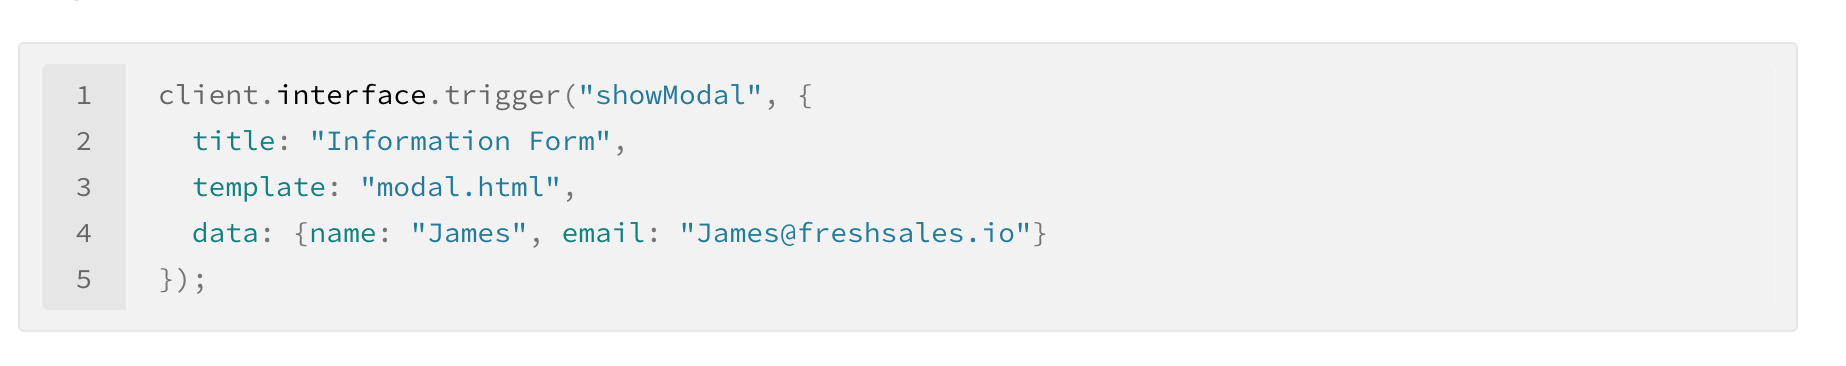 1 client.interface.trigger("showModal", {
2 title: "Information Form",
3 template: "modal.html",
4 data: {name: "James", email: "James@freshsales.io"}
5 });